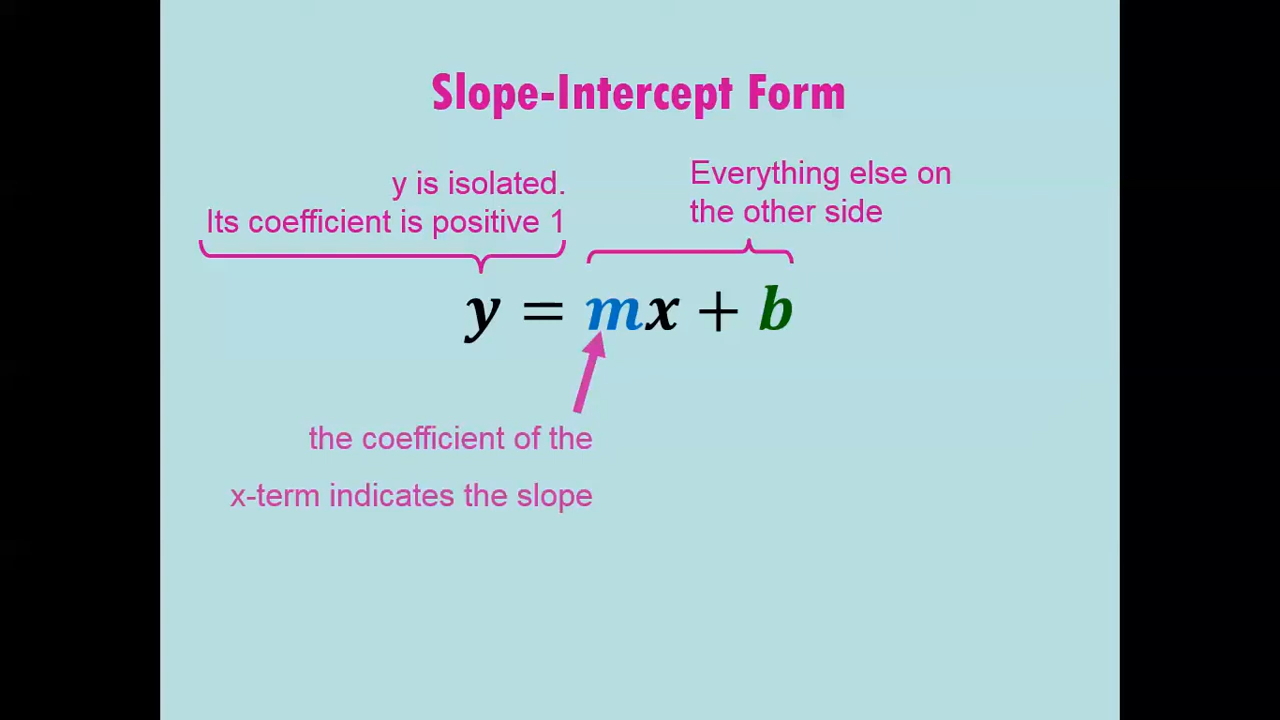 Slope-Intercept Form
y is isolated.
Its coefficient is positive 1
Everything else on
the other side
y = mx + b
the coefficient of the
x-term indicates the slope